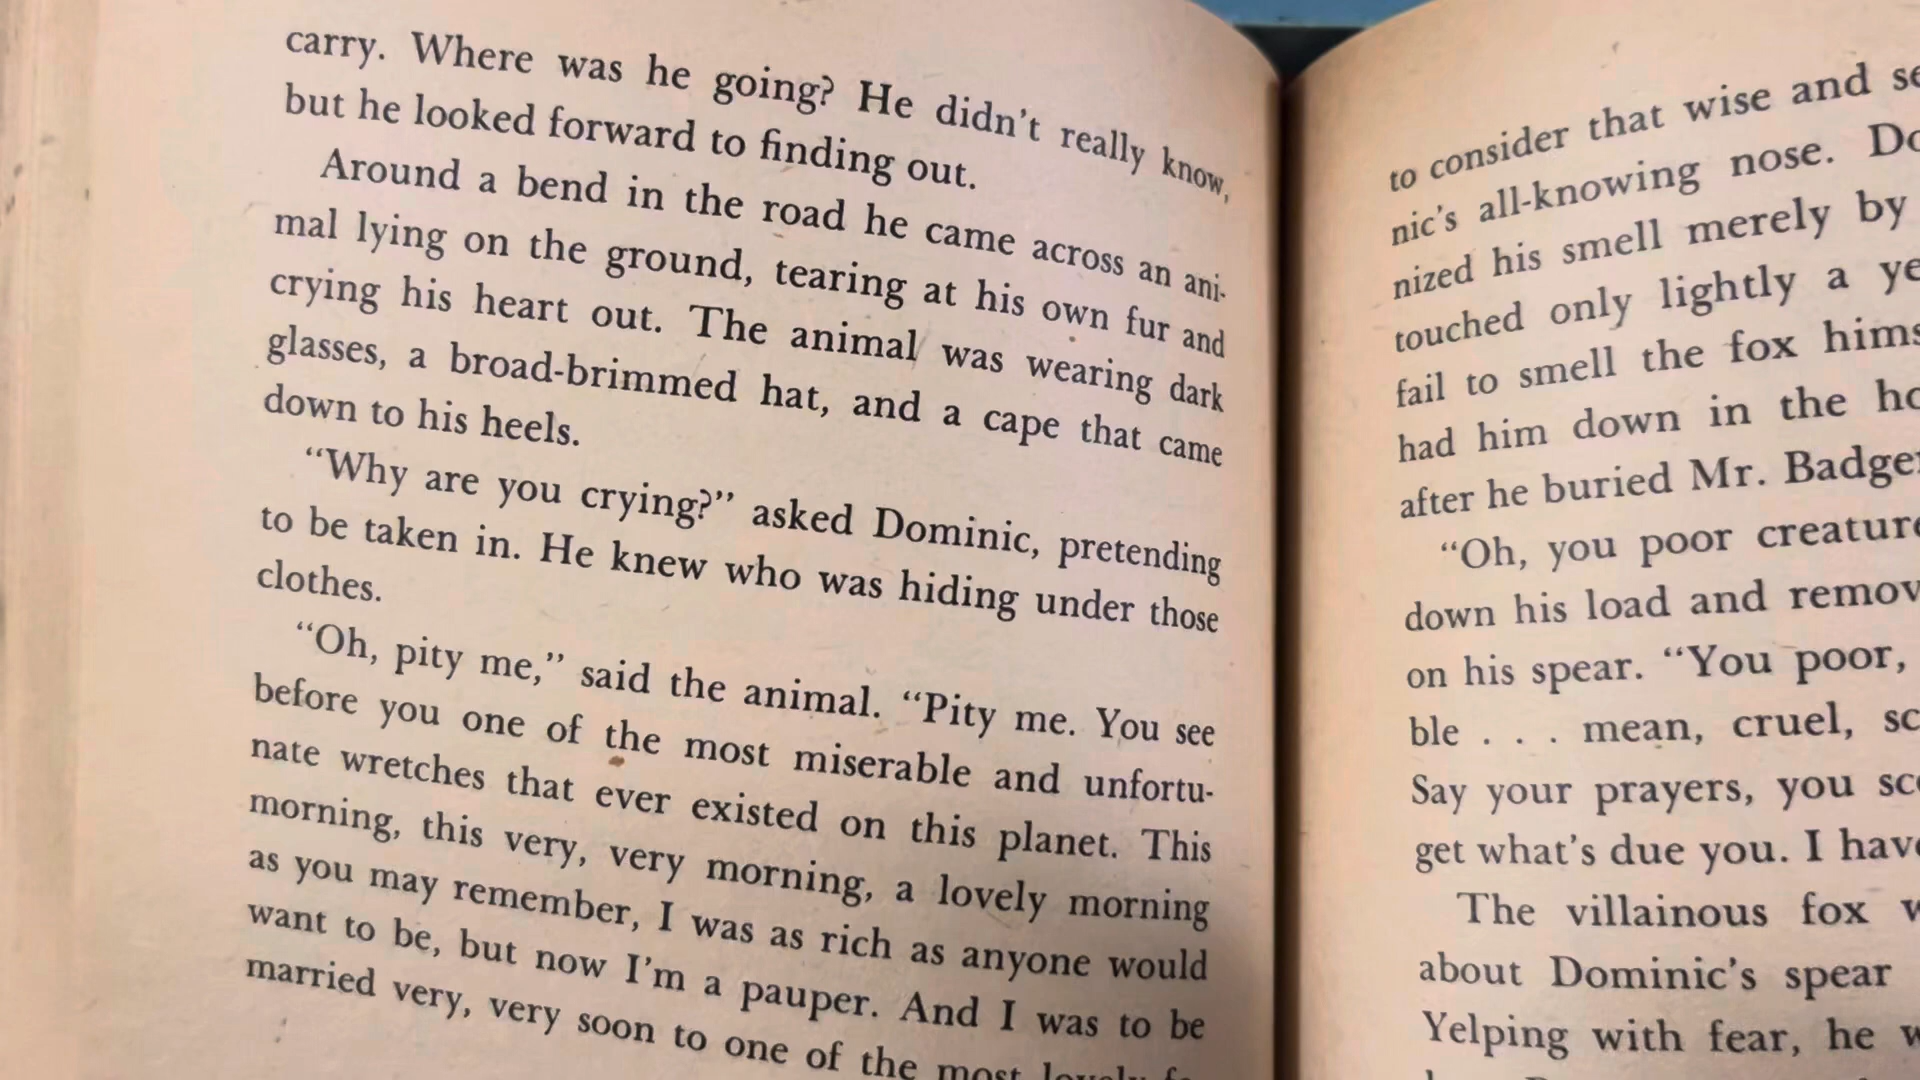 carry. Where was he going? He didn't really know,
but he looked forward to finding out.
Around a bend in the road he came across an ani-
mal lying on the ground, tearing at his own fur and
crying his heart out. The animal was wearing dark
glasses, a broad-brimmed hat, and a cape that came
down to his heels.
"Why are you crying?" asked Dominic, pretending
to be taken in. He knew who was hiding under those
clothes.
"Oh, pity me," said the animal. "Pity me. You see
before you one of the most miserable and unfortu-
nate wretches that ever existed on this planet. This
morning, this very, very morning, a lovely morning
as you may remember, I was as rich as anyone would
want to be, but now I'm a pauper. And I was to be
married very, very soon to one of the most lovely
to consider that wise and
nic's all-knowing nose.
nized his smell merely by
touched only lightly a
fail to smell the fox
had him down in the
after he buried Mr.
"Oh, you poor
down his load and
on his spear. "You poor,
ble . . . mean, cruel,
Say your prayers, you
get what's due you. I
The villainous fox
about Dominic's spear
Yelping with fear, he